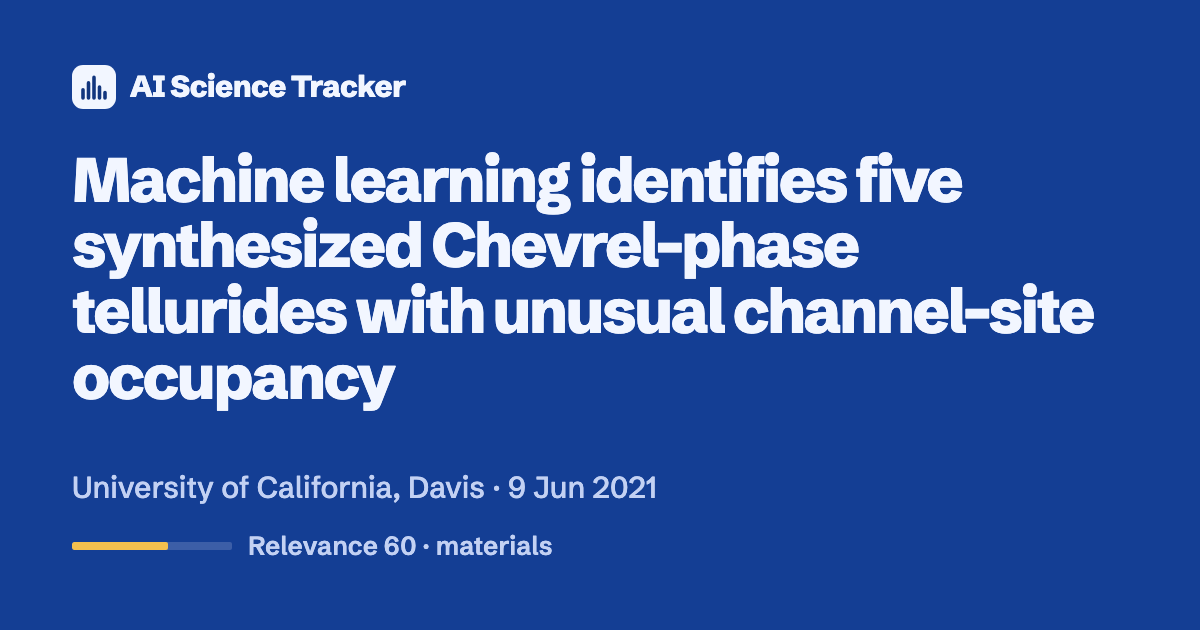 AI Science Tracker
Machine learning identifies five
synthesized Chevrel-phase
tellurides with unusual channel-site
occupancy
University of California, Davis · 9 Jun 2021
Relevance 60 · materials